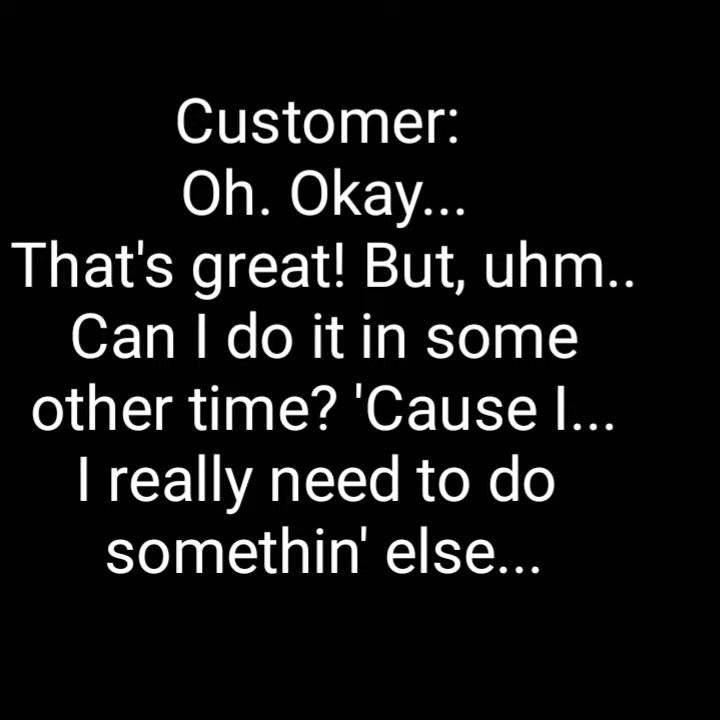 Customer:
Oh. Okay...
That's great! But, uhm..
Can I do it in some
other time? 'Cause I...
I really need to do
somethin' else...